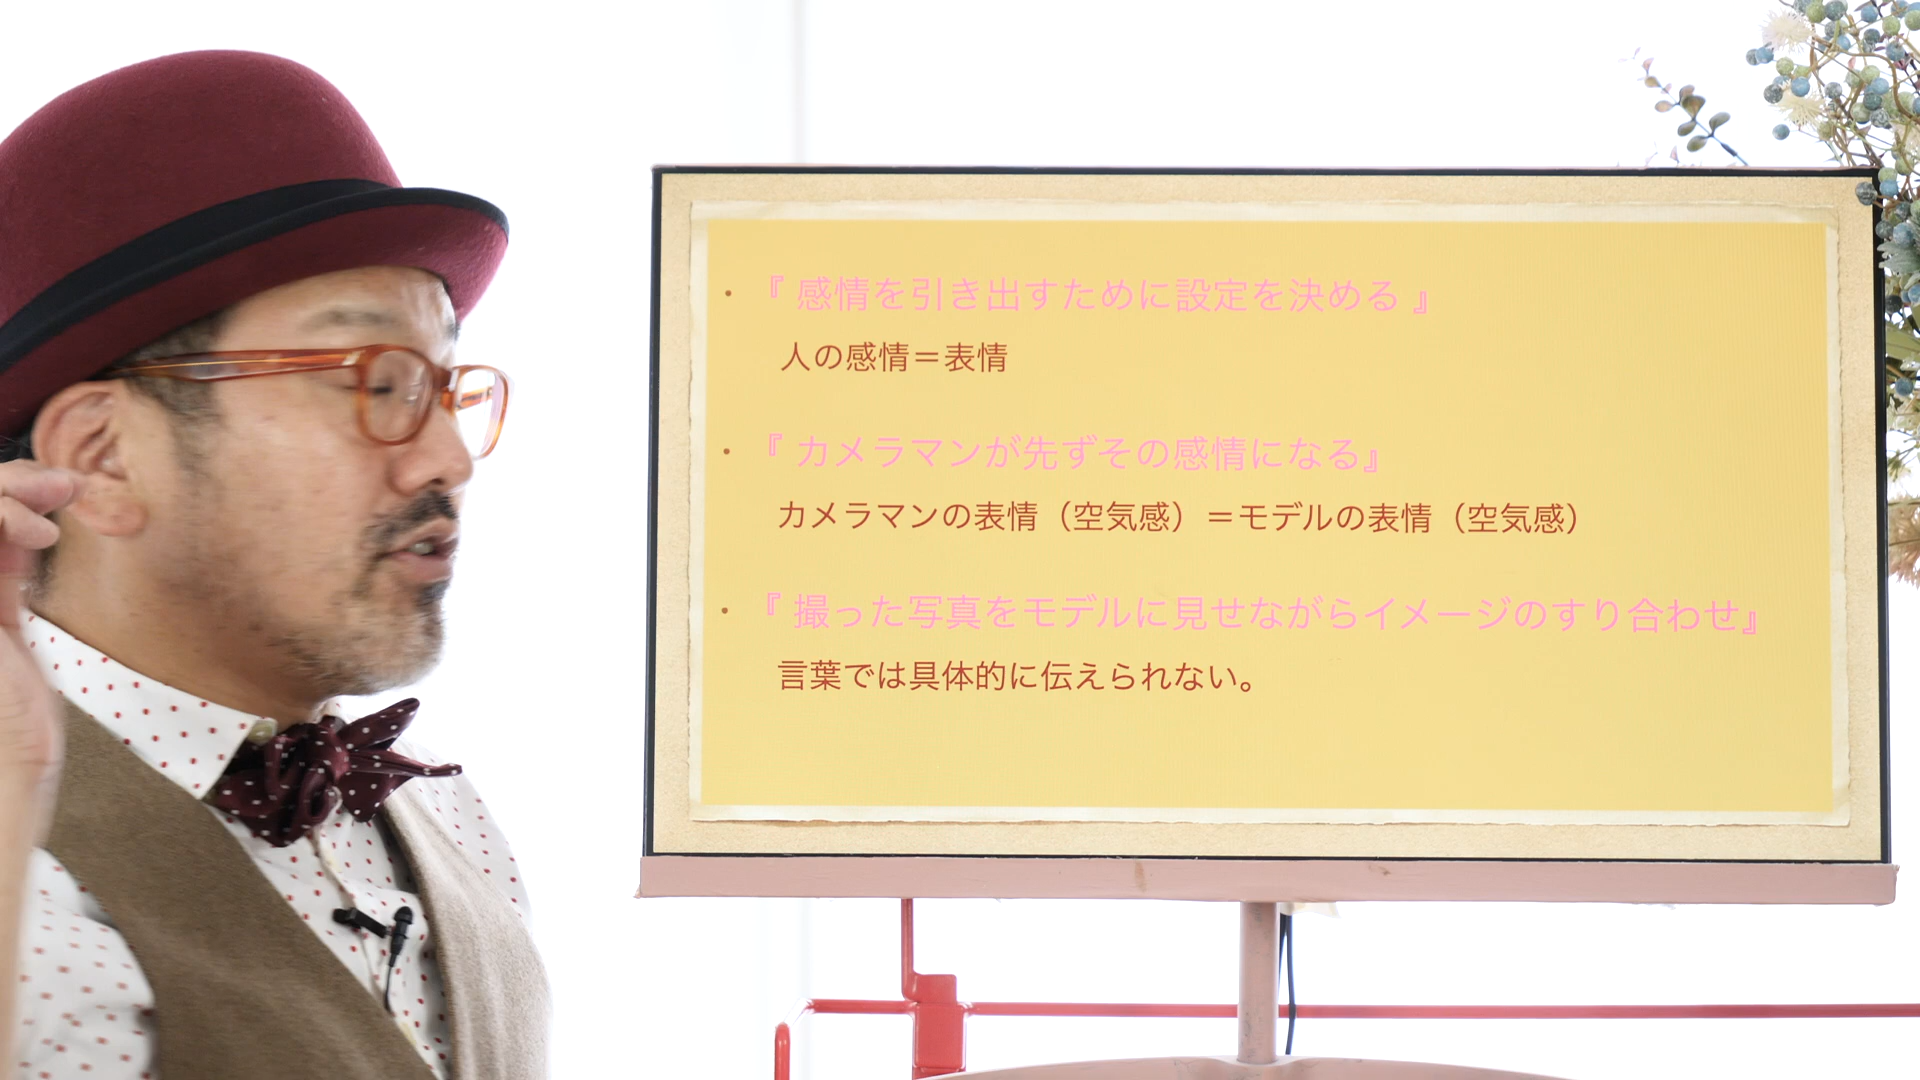 ・『 感情を引き出すために設定を決める 』
人の感情＝表情
・『 カメラマンが先ずその感情になる』
カメラマンの表情（空気感）＝モデルの表情（空気感）
・『 撮った写真をモデルに見せながらイメージのすり合わせ』
言葉では具体的に伝えられない。